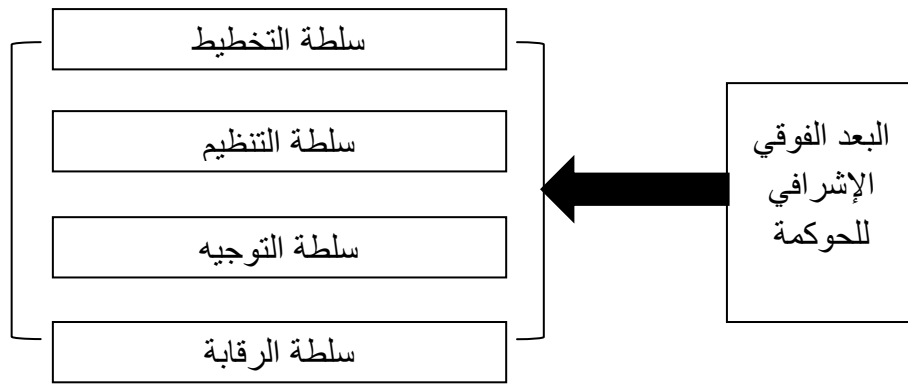 سلطة التخطيط
سلطة التنظيم
سلطة التوجيه
سلطة الرقابة
البعد الفوقي
الإشرافي
للحوكمة